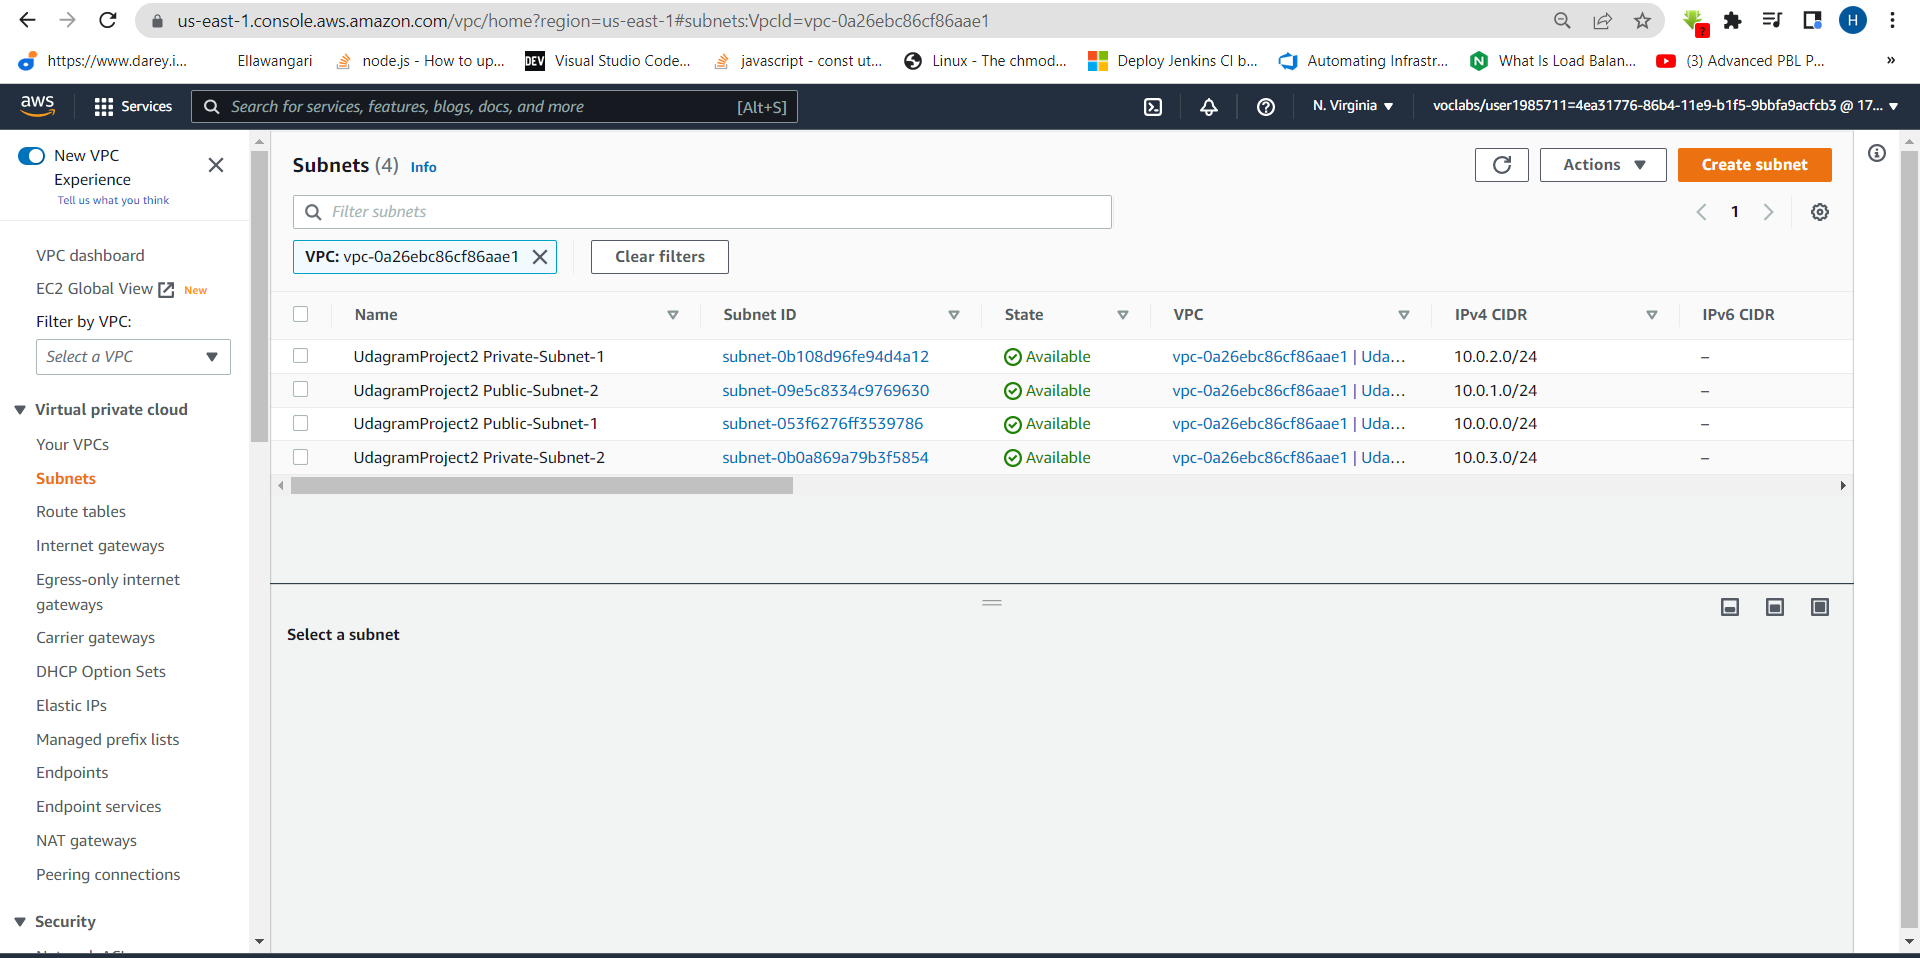 us-east-1.console.aws.amazon.com/vpc/home?region=us-east-1#subnets:VpcId=vpc-0a26ebc86cf86aae1
?
H
https://www.darey.i...
Ellawangari
node.js - How to up...
DEV
Visual Studio Code...
javascript - const ut...
Linux - The chmod...
Deploy Jenkins CI b...
Automating Infrastr...
What Is Load Balan...
(3) Advanced PBL P...
»
aws
Services
Search for services, features, blogs, docs, and more
[Alt+S]
N. Virginia
voclabs/user1985711=4ea31776-86b4-11e9-b1f5-9bbfa9acfcb3 @ 17...
New VPC
Experience
Tell us what you think
VPC dashboard
EC2 Global View New
Filter by VPC:
Select a VPC
Virtual private cloud
Your VPCs
Subnets
Route tables
Internet gateways
Egress-only internet
gateways
Carrier gateways
DHCP Option Sets
Elastic IPs
Managed prefix lists
Endpoints
Endpoint services
NAT gateways
Peering connections
Security
Subnets (4) Info
Actions
Create subnet
Filter subnets
1
VPC: vpc-0a26ebc86cf86aae1
Clear filters
Name Subnet ID State VPC IPv4 CIDR IPv6 CIDR
UdagramProject2 Private-Subnet-1 subnet-0b108d96fe94d4a12 Available vpc-0a26ebc86cf86aae1 | Uda... 10.0.2.0/24 –
UdagramProject2 Public-Subnet-2 subnet-09e5c8334c9769630 Available vpc-0a26ebc86cf86aae1 | Uda... 10.0.1.0/24 –
UdagramProject2 Public-Subnet-1 subnet-053f6276ff3539786 Available vpc-0a26ebc86cf86aae1 | Uda... 10.0.0.0/24 –
UdagramProject2 Private-Subnet-2 subnet-0b0a869a79b3f5854 Available vpc-0a26ebc86cf86aae1 | Uda... 10.0.3.0/24 –
Select a subnet